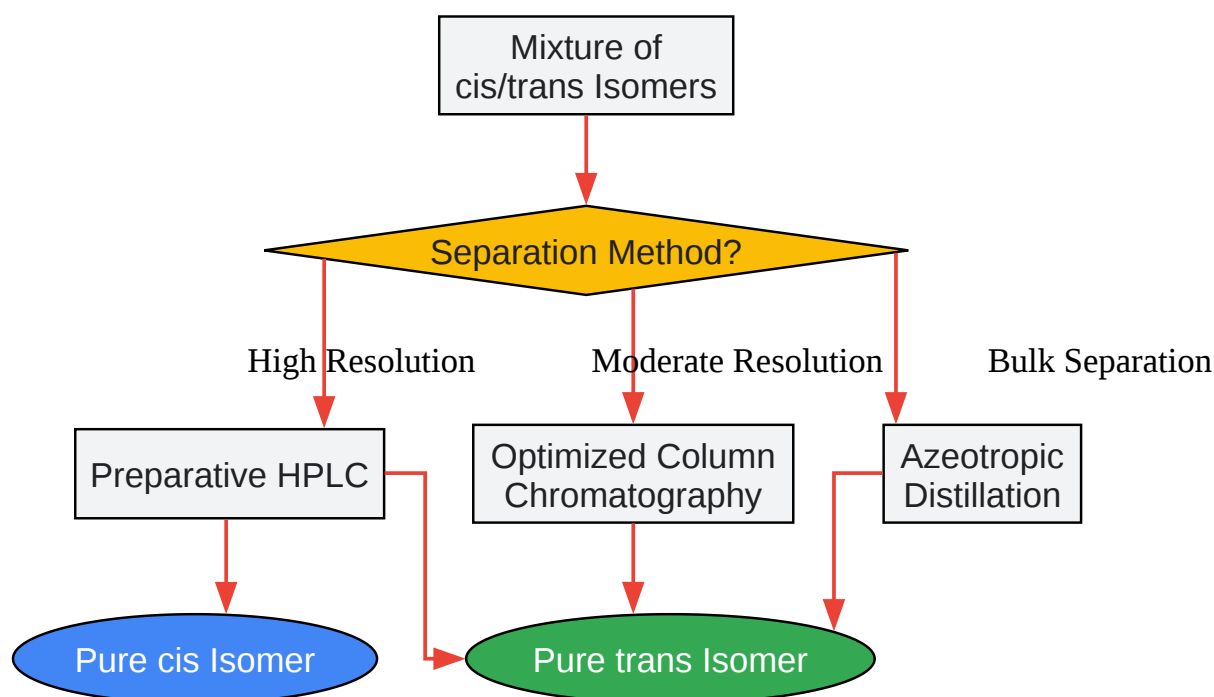 Mixture of
cis/trans Isomers
Separation Method?
High Resolution
Moderate Resolution
Bulk Separation
Preparative HPLC
Optimized Column
Chromatography
Azeotropic
Distillation
Pure cis Isomer
Pure trans Isomer